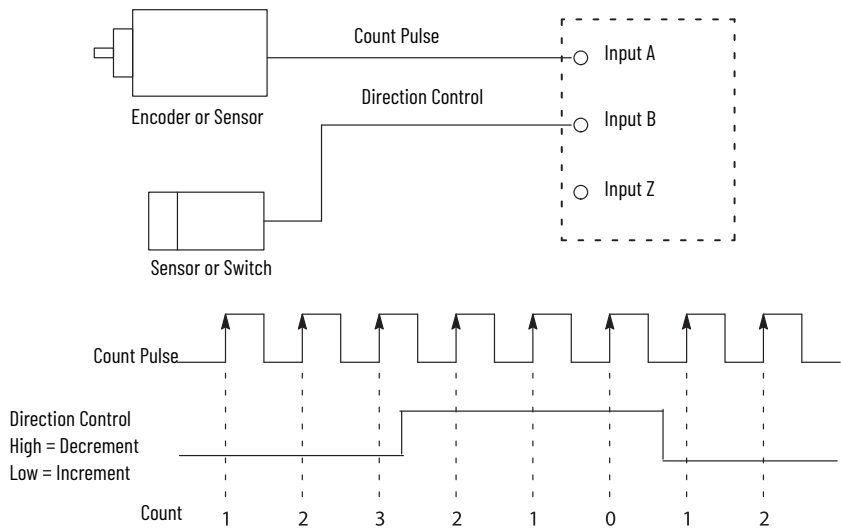 Count Pulse
Input A
Encoder or Sensor
Direction Control
Input B
Input Z
Sensor or Switch
Count Pulse
Direction Control
High = Decrement
Low = Increment
Count 1 2 3 2 1 0 1 2